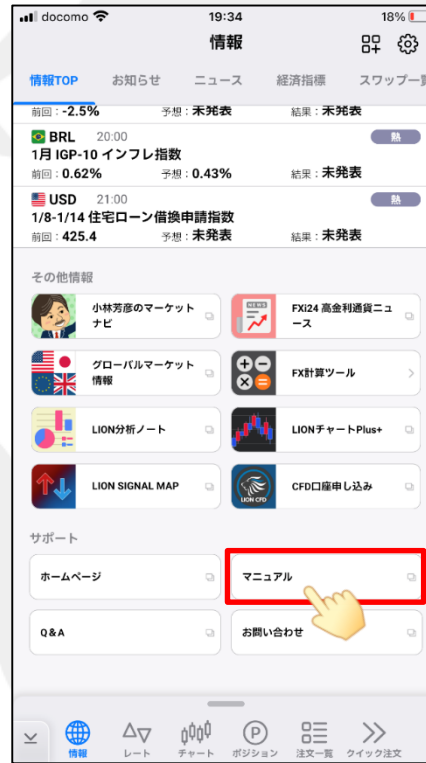 docomo 19:34 18%
情報
情報TOP お知らせ ニュース 経済指標 スワップ一覧
前回：-2.5% 予想：未発表 結果：未発表
BRL 20:00 熱
1月 IGP-10 インフレ指数
前回：0.62% 予想：0.43% 結果：未発表
USD 21:00 熱
1/8-1/14 住宅ローン借換申請指数
前回：425.4 予想：未発表 結果：未発表
その他情報
小林芳彦のマーケット
ナビ
NEWS
FXi24 高金利通貨ニュ
ース
グローバルマーケット
情報
FX計算ツール
LION分析ノート
LIONチャートPlus+
LION SIGNAL MAP
LION CFD
CFD口座申し込み
サポート
ホームページ
マニュアル
Q&A
お問い合わせ
情報 レート チャート ポジション 注文一覧 クイック注文